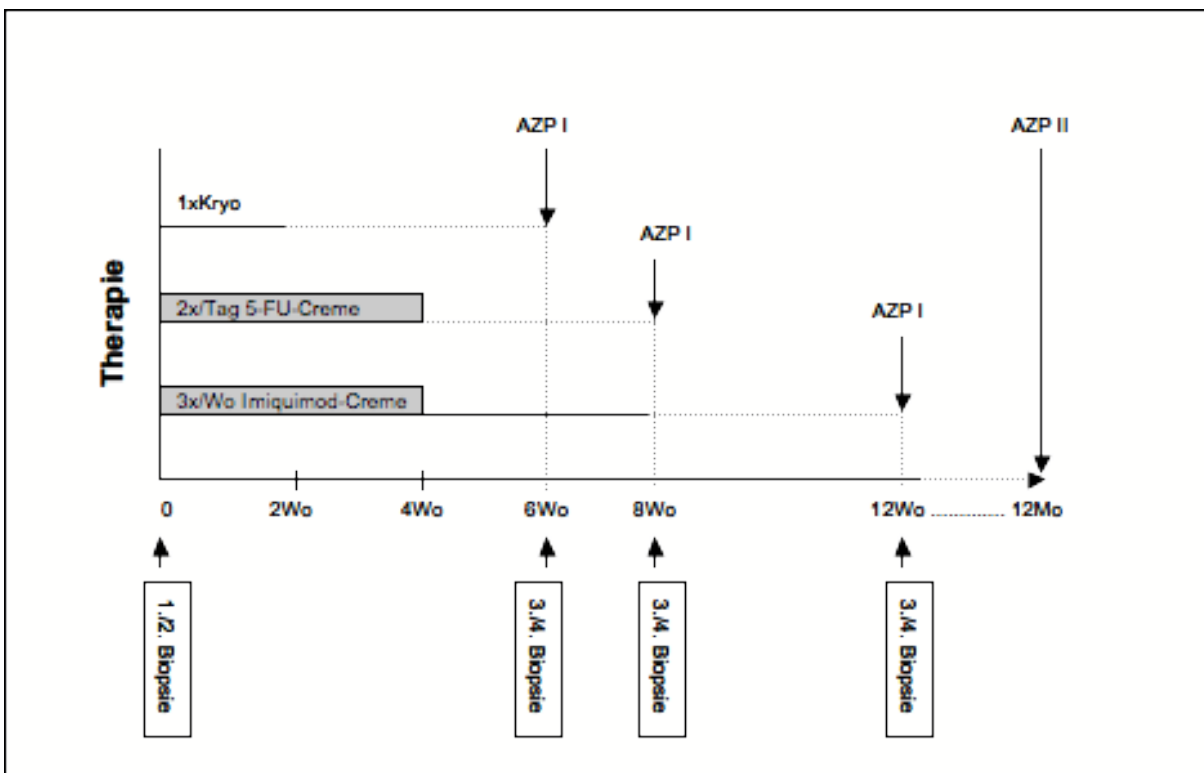 AZP I
AZP II
1xKryo
AZP I
2x/Tag 5-FU-Creme
AZP I
3x/Wo Imiquimod-Creme
Therapie
0
2Wo
4Wo
6Wo
8Wo
12Wo ............. 12Mo
1./2. Biopsie
3./4. Biopsie
3./4. Biopsie
3./4. Biopsie